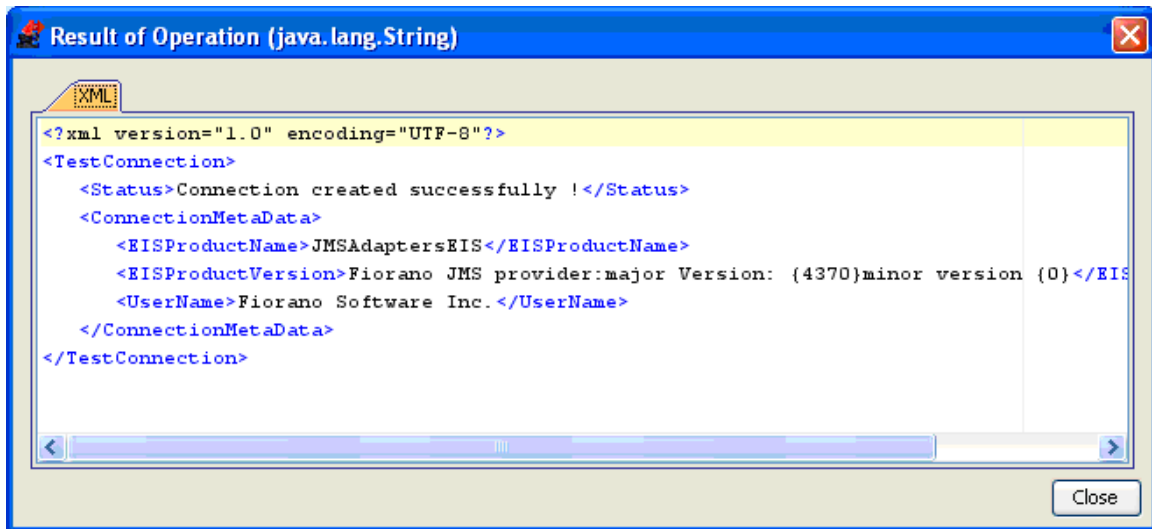 Result of Operation (java.lang.String)
XML
<?xml version="1.0" encoding="UTF-8"?>
<TestConnection>
<Status>Connection created successfully !</Status>
<ConnectionMetaData>
<EISProductName>JMSAdaptersEIS</EISProductName>
<EISProductVersion>Fiorano JMS provider:major Version: {4370}minor version {0}</EIS
<UserName>Fiorano Software Inc.</UserName>
</ConnectionMetaData>
</TestConnection>
Close